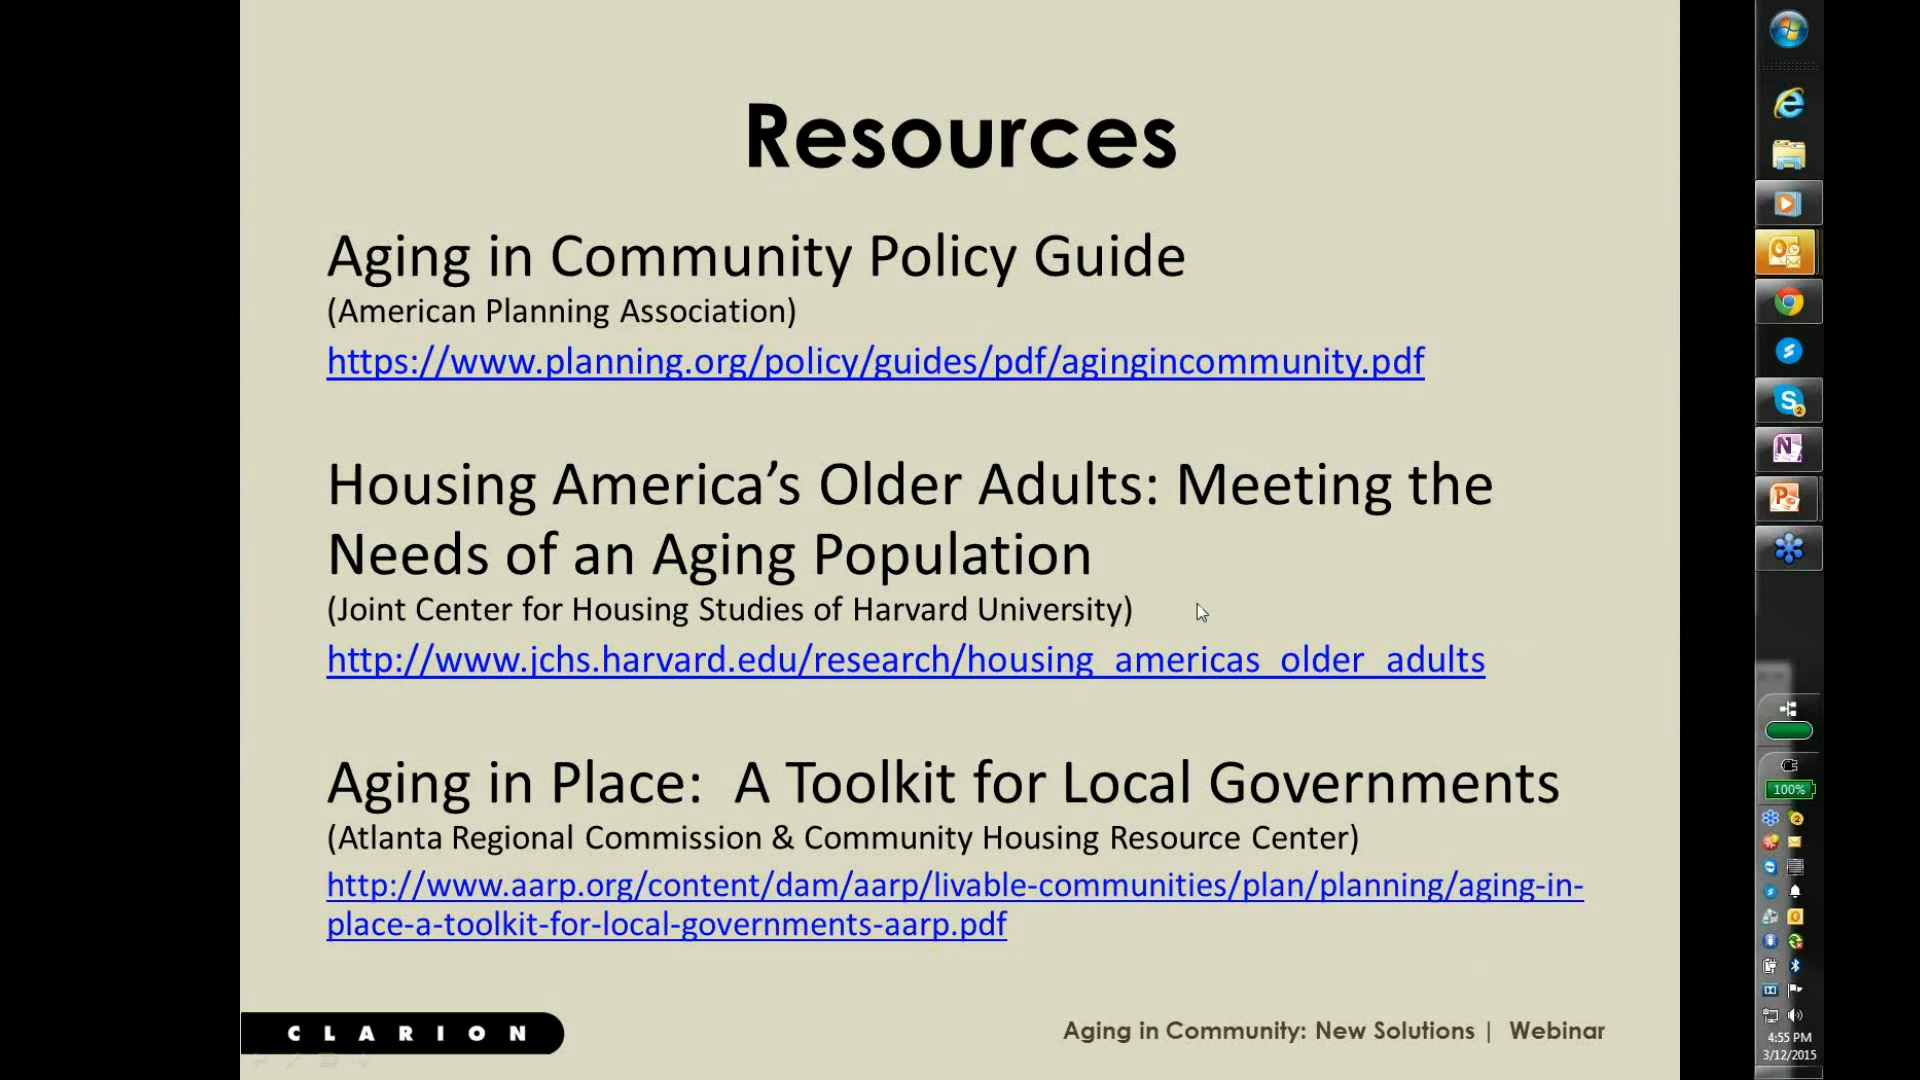 Resources
Aging in Community Policy Guide
(American Planning Association)
https://www.planning.org/policy/guides/pdf/agingincommunity.pdf
Housing America’s Older Adults: Meeting the
Needs of an Aging Population
(Joint Center for Housing Studies of Harvard University)
http://www.jchs.harvard.edu/research/housing_americas_older_adults
Aging in Place:  A Toolkit for Local Governments
(Atlanta Regional Commission & Community Housing Resource Center)
http://www.aarp.org/content/dam/aarp/livable-communities/plan/planning/aging-in-
place-a-toolkit-for-local-governments-aarp.pdf
CLARION
Aging in Community: New Solutions | Webinar
100%
4:55 PM
3/12/2015